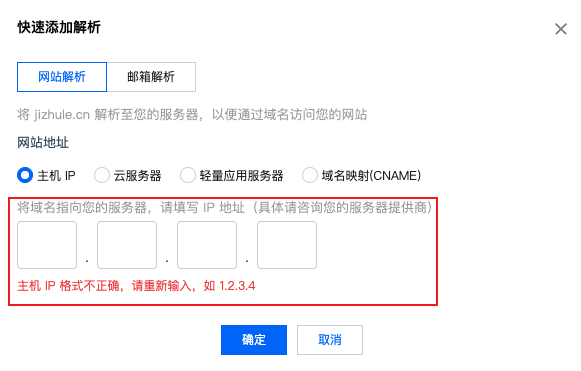 快速添加解析
网站解析 邮箱解析
将 jizhule.cn 解析至您的服务器，以便通过域名访问您的网站
网站地址
主机 IP 云服务器 轻量应用服务器 域名映射(CNAME)
将域名指向您的服务器，请填写 IP 地址（具体请咨询您的服务器提供商）
. . .
主机 IP 格式不正确，请重新输入，如 1.2.3.4
确定 取消